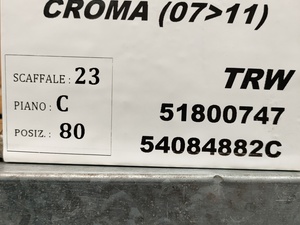 CROMA (07>11)
SCAFFALE : 23
PIANO : C
POSIZ. : 80
TRW
51800747
54084882C